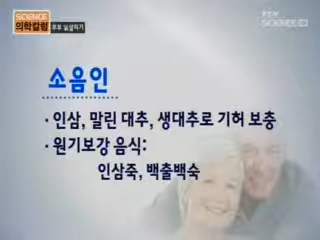 SCIENCE
의학칼럼
소음인
· 인삼, 말린 대추, 생대추로 기허 보충
· 원기보강 음식:
인삼죽, 백출백숙